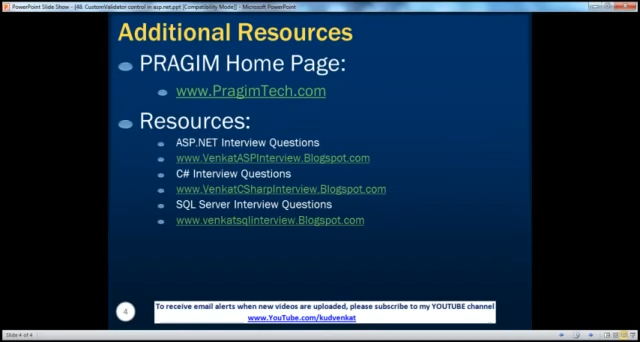 PowerPoint Slide Show - [48. CustomValidator control in asp.net.ppt [Compatibility Mode]] - Microsoft PowerPoint
Additional Resources
PRAGIM Home Page:
www.PragimTech.com
Resources:
ASP.NET Interview Questions
www.VenkatASPInterview.Blogspot.com
C# Interview Questions
www.VenkatCSharpInterview.Blogspot.com
SQL Server Interview Questions
www.venkatsqlinterview.Blogspot.com
4
To receive email alerts when new videos are uploaded, please subscribe to my YOUTUBE channel
www.YouTube.com/kudvenkat
Slide 4 of 4